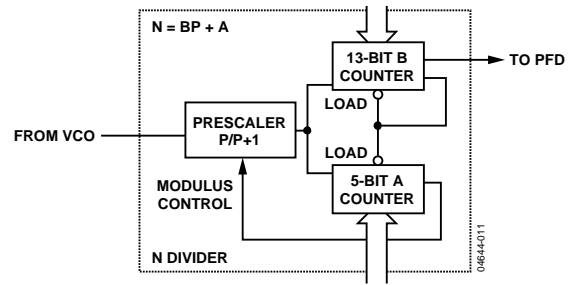 N = BP + A
13-BIT B
COUNTER
TO PFD
LOAD
PRESCALER
P/P+1
FROM VCO
LOAD
MODULUS
CONTROL
5-BIT A
COUNTER
N DIVIDER
04644-011